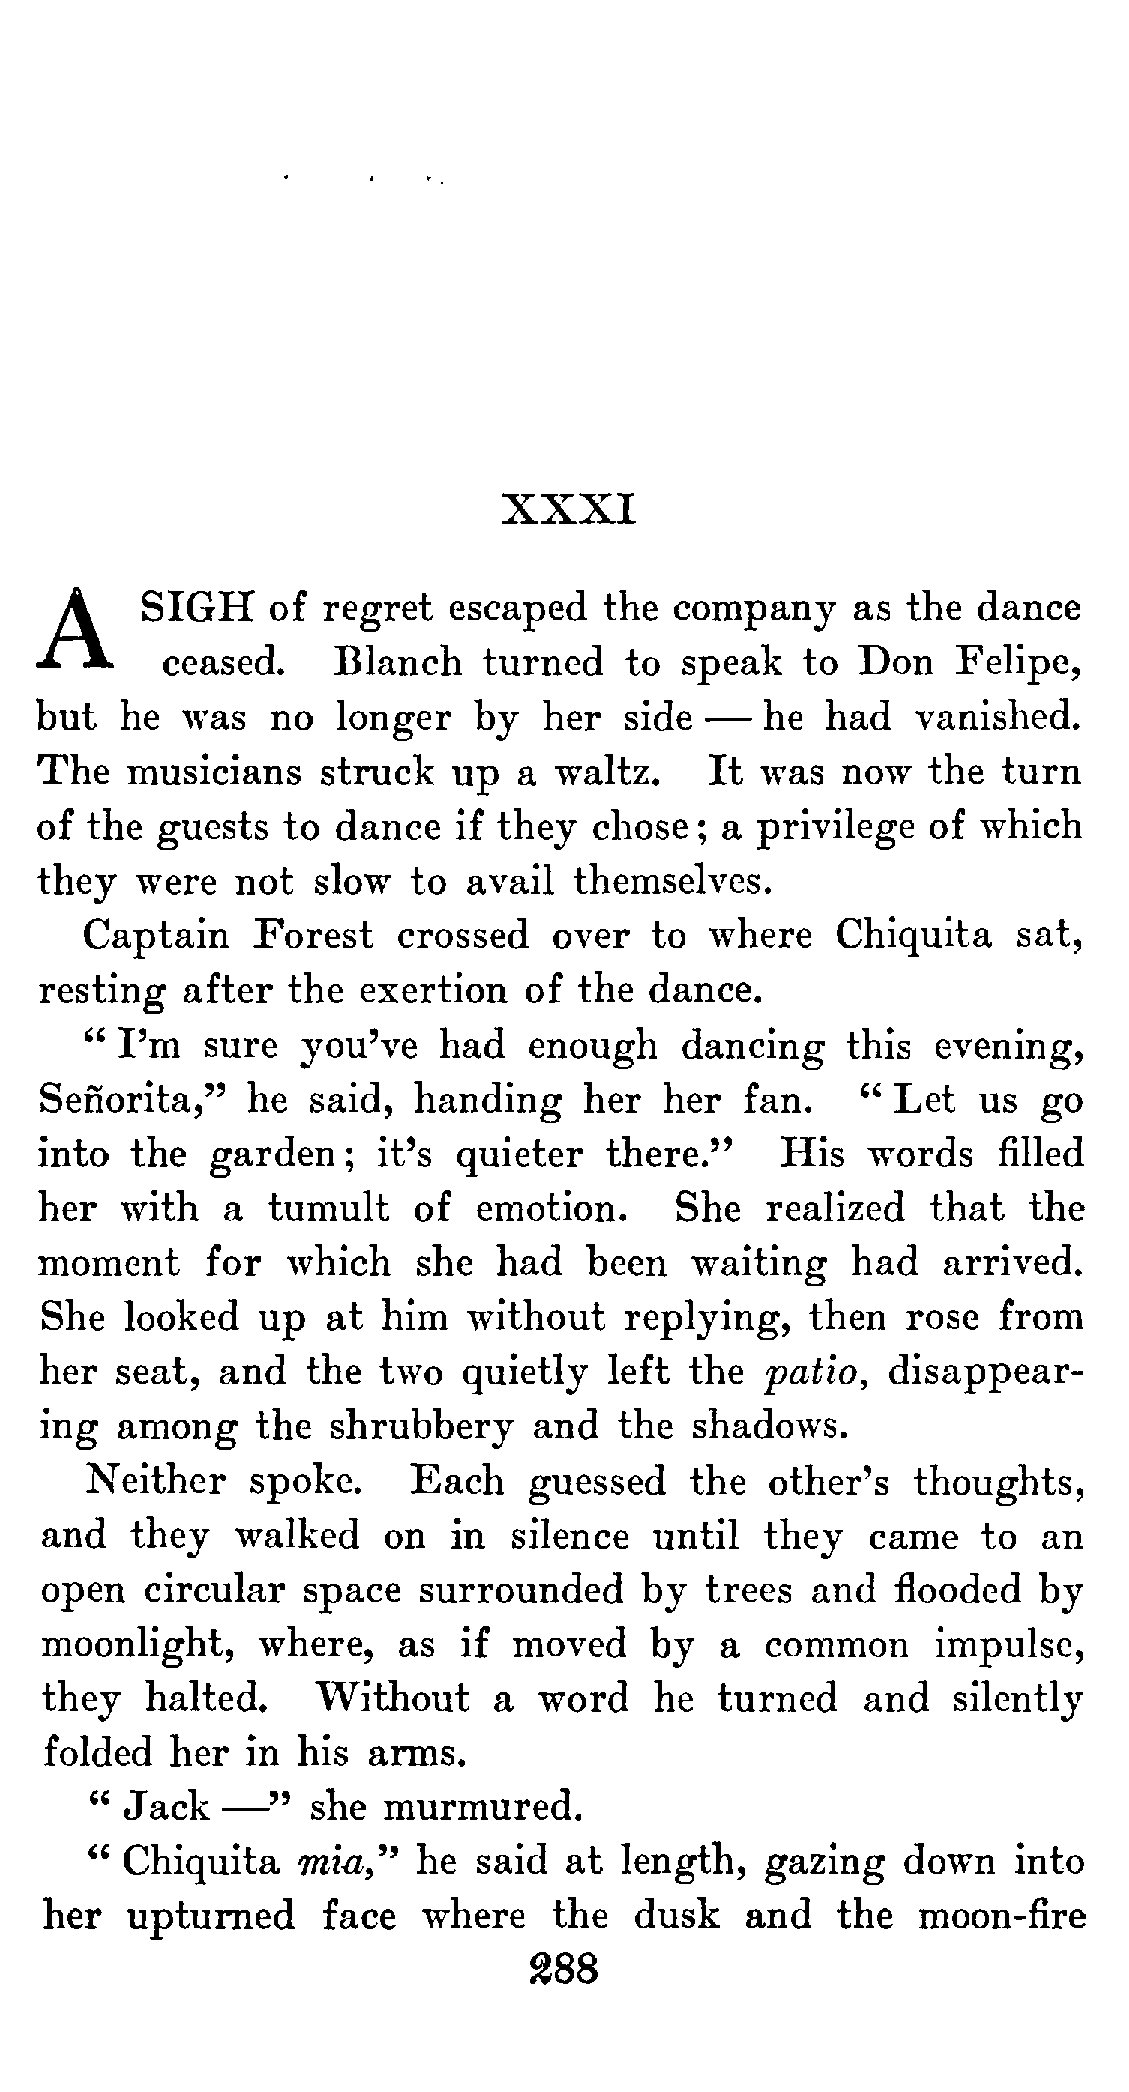 XXXI
A SIGH of regret escaped the company as the dance
ceased. Blanch turned to speak to Don Felipe,
but he was no longer by her side — he had vanished.
The musicians struck up a waltz. It was now the turn
of the guests to dance if they chose; a privilege of which
they were not slow to avail themselves.
Captain Forest crossed over to where Chiquita sat,
resting after the exertion of the dance.
“ I’m sure you’ve had enough dancing this evening,
Señorita,” he said, handing her her fan. “ Let us go
into the garden; it’s quieter there.” His words filled
her with a tumult of emotion. She realized that the
moment for which she had been waiting had arrived.
She looked up at him without replying, then rose from
her seat, and the two quietly left the patio, disappear-
ing among the shrubbery and the shadows.
Neither spoke. Each guessed the other’s thoughts,
and they walked on in silence until they came to an
open circular space surrounded by trees and flooded by
moonlight, where, as if moved by a common impulse,
they halted. Without a word he turned and silently
folded her in his arms.
“ Jack —” she murmured.
“ Chiquita mia,” he said at length, gazing down into
her upturned face where the dusk and the moon-fire
288